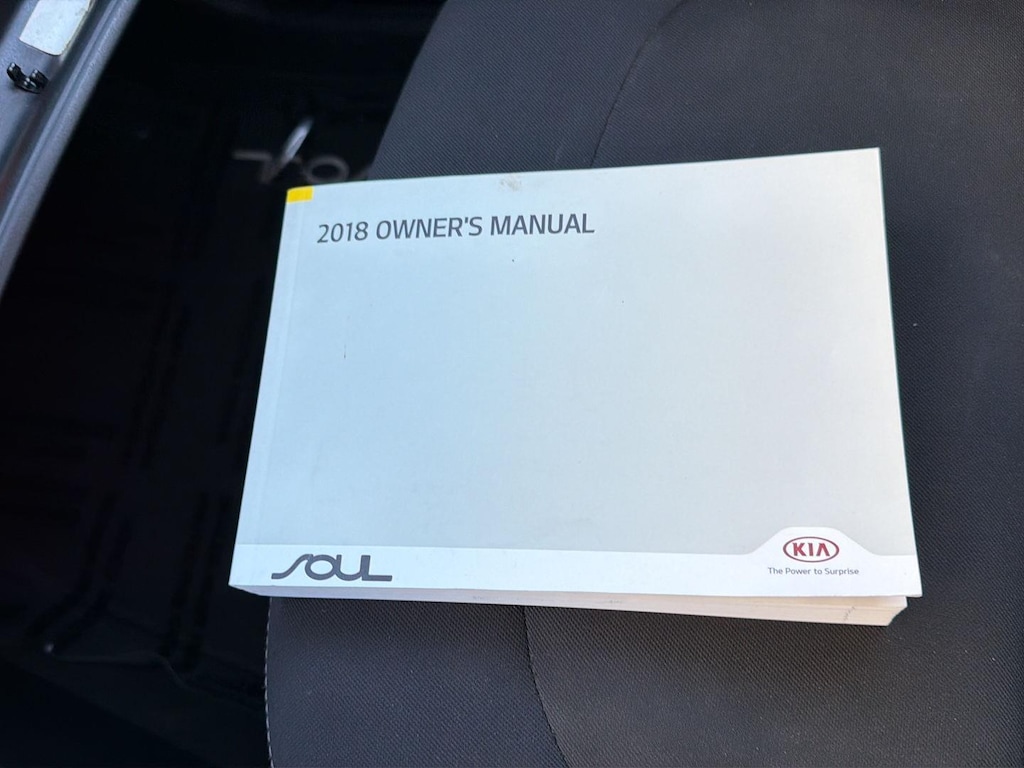 2018 OWNER'S MANUAL
SOUL
KIA
The Power to Surprise